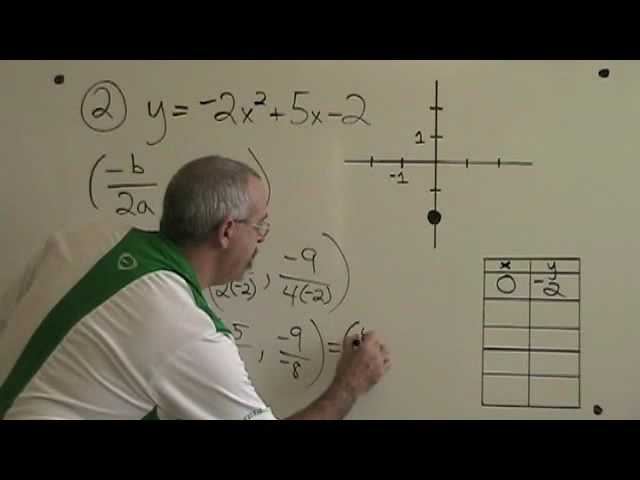 ② y = -2x² + 5x - 2
1
-1
( -b/2a )
x y
0 -2
2(-2) , -9/4(-2) )
5 , -9/-8 ) = (